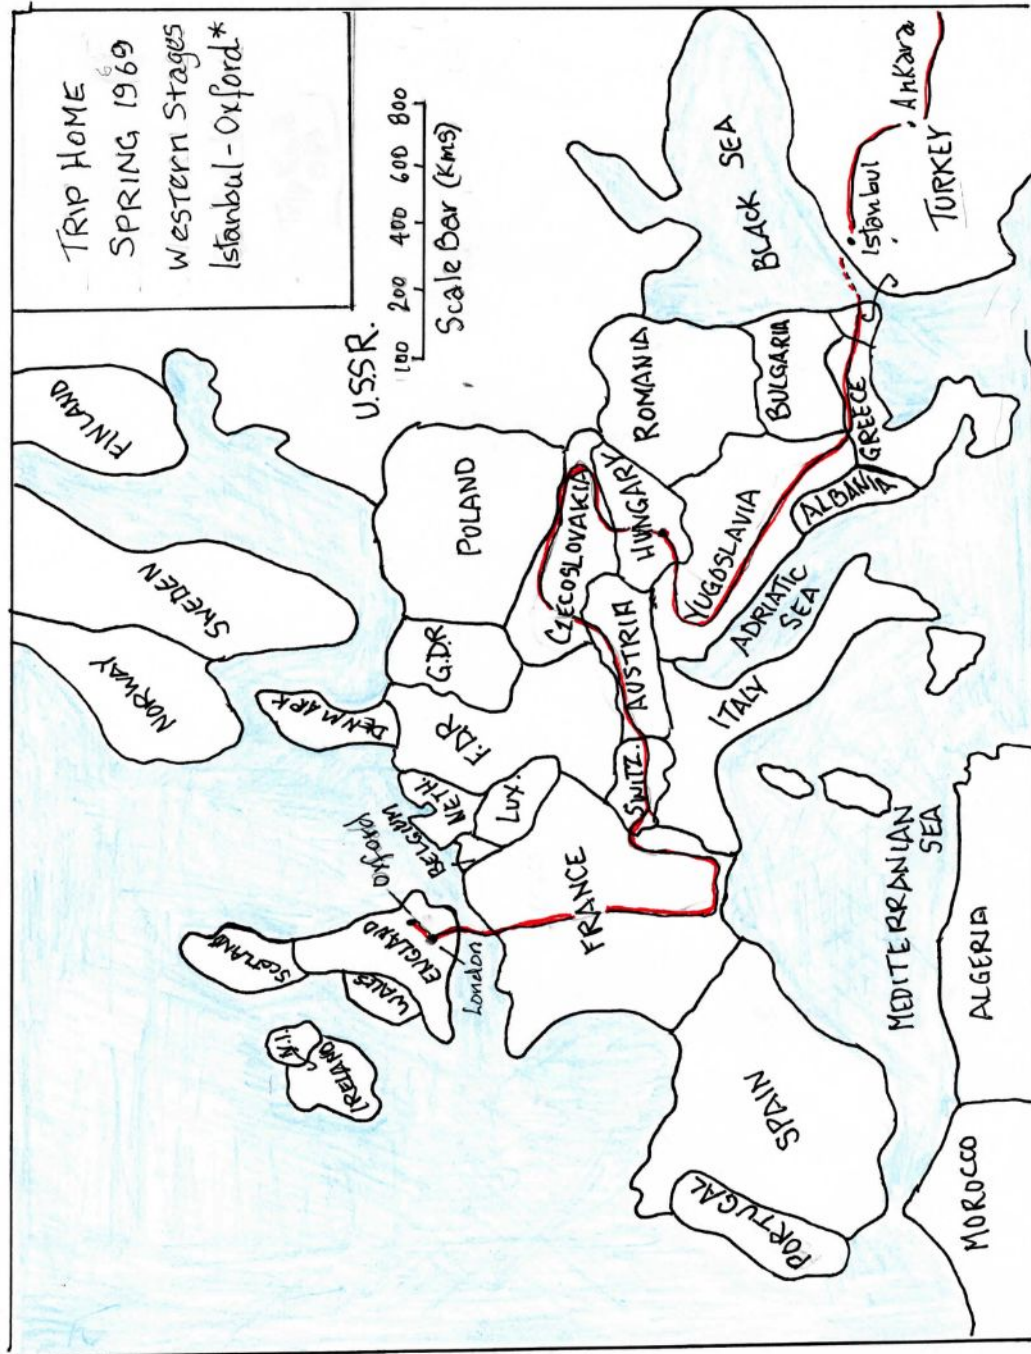 TRIP HOME
SPRING 1969
Western Stages
Istanbul - Oxford*
100 200 400 600 800
Scale Bar (Kms)
U.S.S.R.
FINLAND
SWEDEN
NORWAY
DENMARK
SCOTLAND
N.I.
IRELAND
ENGLAND
WALES
Oxford
London
BELGIUM
NETH.
LUX.
F.D.R
G.D.R
POLAND
CZECOSLOVAKIA
HUNGARY
ROMANIA
AUSTRIA
SWITZ.
FRANCE
YUGOSLAVIA
BULGARIA
BLACK SEA
ADRIATIC
SEA
ITALY
ALBANIA
GREECE
Istanbul
Ankara
TURKEY
SPAIN
PORTUGAL
MEDITERRANIAN
SEA
MOROCCO
ALGERIA